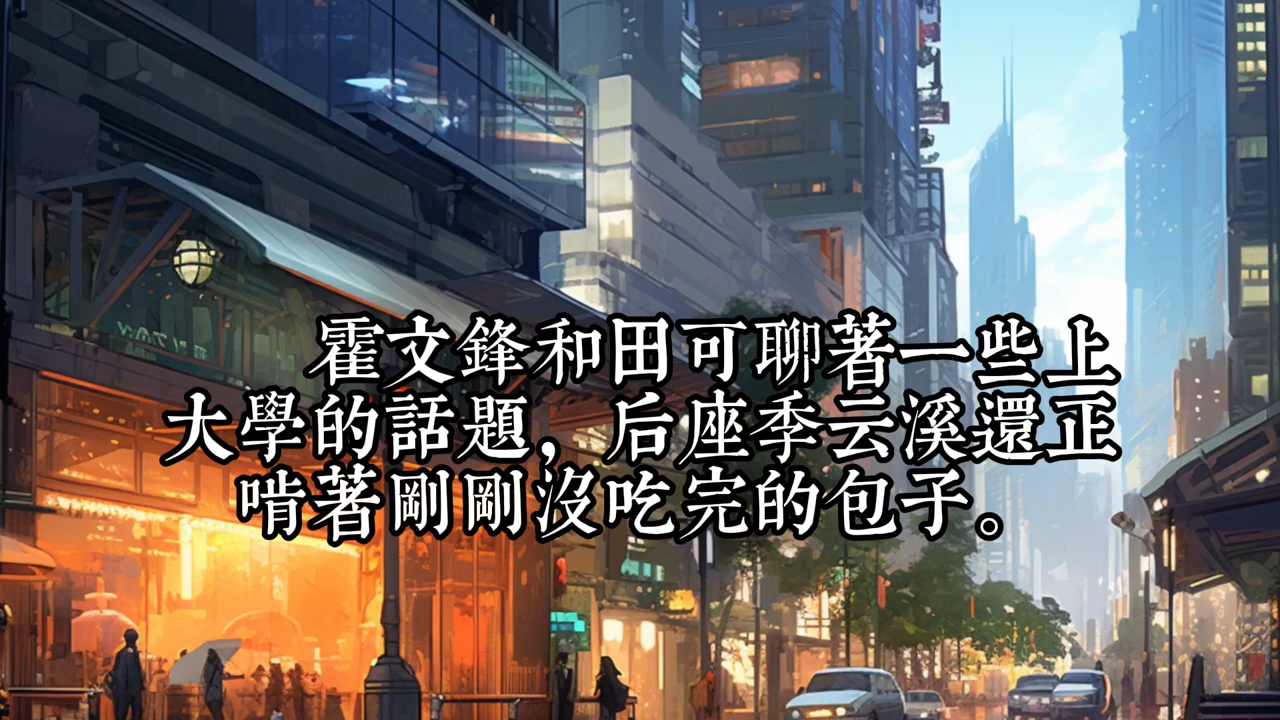 霍文鋒和田可聊著一些上
大學的話題，后座季云溪還正
啃著剛剛沒吃完的包子。